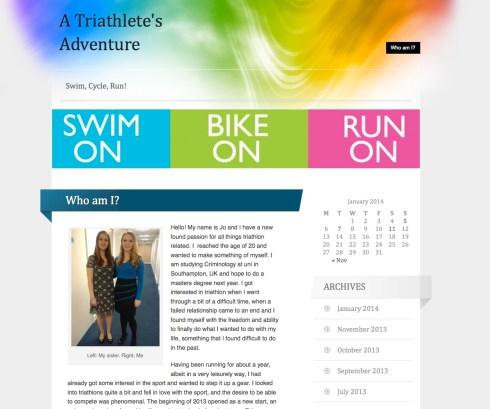 A Triathlete's
Adventure
Who am I?
Swim, Cycle, Run!
SWIM BIKE RUN
ON ON ON
Who am I?
Hello! My name is Jo and I have a new
found passion for all things triathlon
related. I reached the age of 20 and
wanted to make something of myself. I
am studying Criminology at uni in
Southampton, UK and hope to do a
masters degree next year. I got
interested in triathlon when I went
through a bit of a difficult time, when a
failed relationship came to an end and I
found myself with the freedom and ability
to finally do what I wanted to do with my
life, something that I found difficult to do
in the past.
Left: My sister. Right: Me
Having been running for about a year,
albeit in a very leisurely way, I had
already got some interest in the sport and wanted to step it up a gear. I looked
into triathlons quite a bit and fell in love with the sport, and the desire to be able
to compete was phenomenal. The beginning of 2013 opened as a new start, an
January 2014
M T W T F S S
1 2 3 4 5
6 7 8 9 10 11 12
13 14 15 16 17 18 19
20 21 22 23 24 25 26
27 28 29 30 31
« Nov
ARCHIVES
January 2014
November 2013
October 2013
September 2013
July 2013